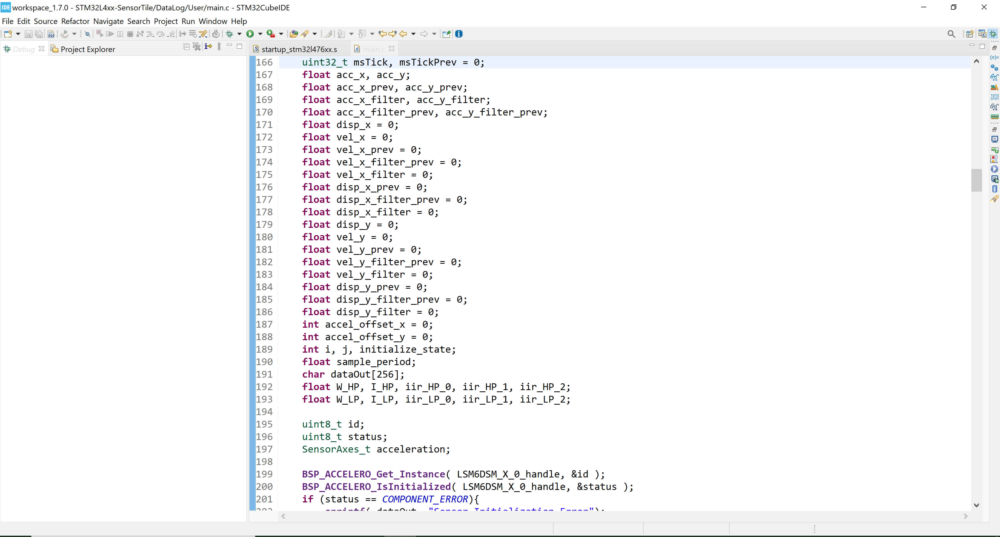 IDE workspace_1.7.0 - STM32L4xx-SensorTile/DataLog/User/main.c - STM32CubeIDE
File Edit Source Refactor Navigate Search Project Run Window Help
Debug Project Explorer
startup_stm32l476xx.s main.c
166 uint32_t msTick, msTickPrev = 0;
167 float acc_x, acc_y;
168 float acc_x_prev, acc_y_prev;
169 float acc_x_filter, acc_y_filter;
170 float acc_x_filter_prev, acc_y_filter_prev;
171 float disp_x = 0;
172 float vel_x = 0;
173 float vel_x_prev = 0;
174 float vel_x_filter_prev = 0;
175 float vel_x_filter = 0;
176 float disp_x_prev = 0;
177 float disp_x_filter_prev = 0;
178 float disp_x_filter = 0;
179 float disp_y = 0;
180 float vel_y = 0;
181 float vel_y_prev = 0;
182 float vel_y_filter_prev = 0;
183 float vel_y_filter = 0;
184 float disp_y_prev = 0;
185 float disp_y_filter_prev = 0;
186 float disp_y_filter = 0;
187 int accel_offset_x = 0;
188 int accel_offset_y = 0;
189 int i, j, initialize_state;
190 float sample_period;
191 char dataOut[256];
192 float W_HP, I_HP, iir_HP_0, iir_HP_1, iir_HP_2;
193 float W_LP, I_LP, iir_LP_0, iir_LP_1, iir_LP_2;
194
195 uint8_t id;
196 uint8_t status;
197 SensorAxes_t acceleration;
198
199 BSP_ACCELERO_Get_Instance( LSM6DSM_X_0_handle, &id );
200 BSP_ACCELERO_IsInitialized( LSM6DSM_X_0_handle, &status );
201 if (status == COMPONENT_ERROR){
202 sprintf( dataOut, "Sensor Initialization Error");